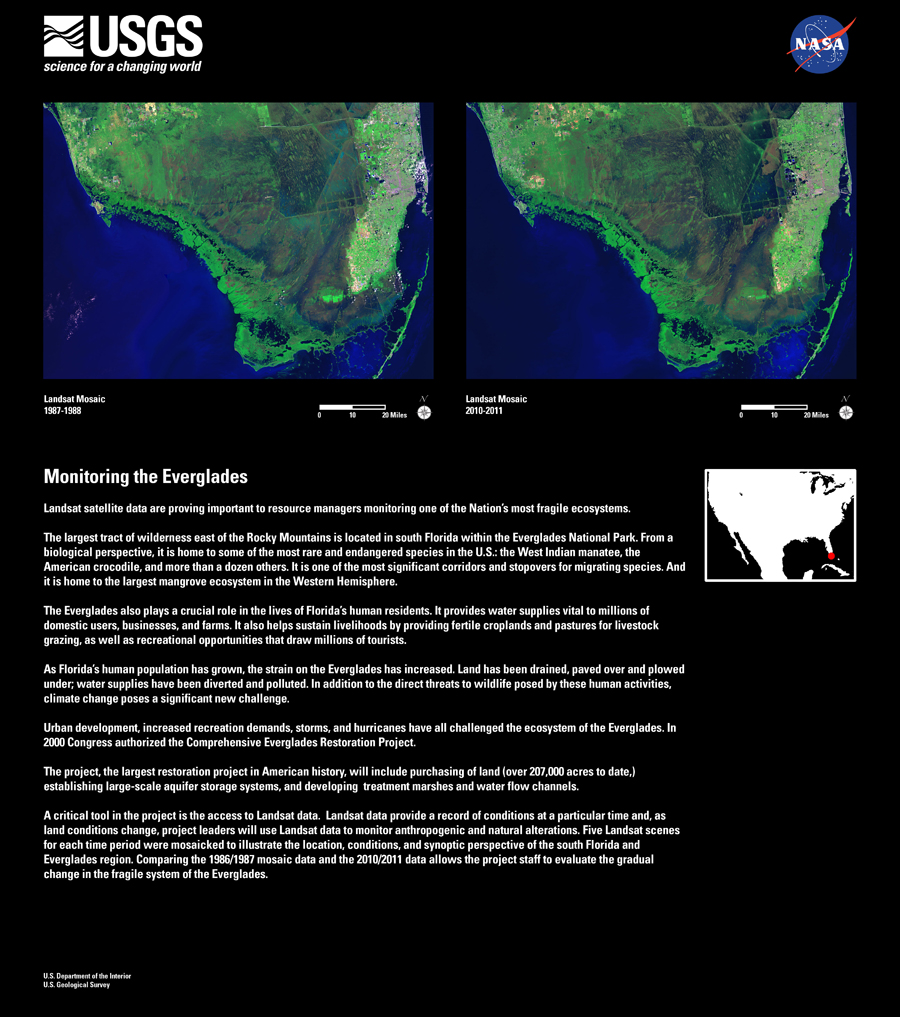 USGS
science for a changing world
NASA
Landsat Mosaic
1987-1988
N
0 10 20 Miles
Landsat Mosaic
2010-2011
N
0 10 20 Miles
Monitoring the Everglades
Landsat satellite data are proving important to resource managers monitoring one of the Nation's most fragile ecosystems.
The largest tract of wilderness east of the Rocky Mountains is located in south Florida within the Everglades National Park. From a
biological perspective, it is home to some of the most rare and endangered species in the U.S.: the West Indian manatee, the
American crocodile, and more than a dozen others. It is one of the most significant corridors and stopovers for migrating species. And
it is home to the largest mangrove ecosystem in the Western Hemisphere.
The Everglades also plays a crucial role in the lives of Florida's human residents. It provides water supplies vital to millions of
domestic users, businesses, and farms. It also helps sustain livelihoods by providing fertile croplands and pastures for livestock
grazing, as well as recreational opportunities that draw millions of tourists.
As Florida's human population has grown, the strain on the Everglades has increased. Land has been drained, paved over and plowed
under; water supplies have been diverted and polluted. In addition to the direct threats to wildlife posed by these human activities,
climate change poses a significant new challenge.
Urban development, increased recreation demands, storms, and hurricanes have all challenged the ecosystem of the Everglades. In
2000 Congress authorized the Comprehensive Everglades Restoration Project.
The project, the largest restoration project in American history, will include purchasing of land (over 207,000 acres to date,)
establishing large-scale aquifer storage systems, and developing treatment marshes and water flow channels.
A critical tool in the project is the access to Landsat data. Landsat data provide a record of conditions at a particular time and, as
land conditions change, project leaders will use Landsat data to monitor anthropogenic and natural alterations. Five Landsat scenes
for each time period were mosaicked to illustrate the location, conditions, and synoptic perspective of the south Florida and
Everglades region. Comparing the 1986/1987 mosaic data and the 2010/2011 data allows the project staff to evaluate the gradual
change in the fragile system of the Everglades.
U.S. Department of the Interior
U.S. Geological Survey